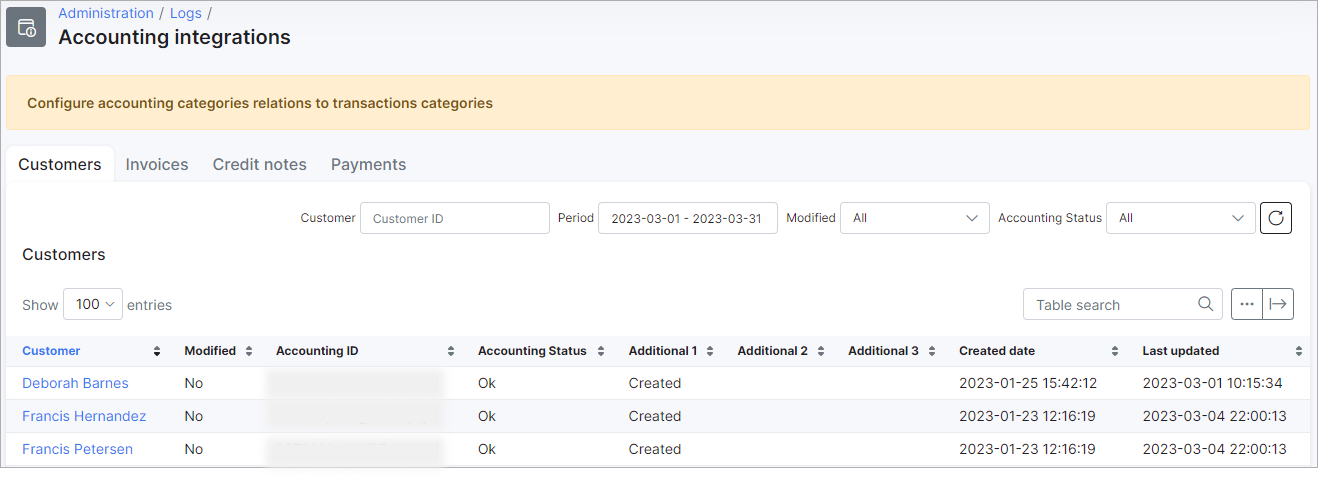 Administration / Logs /
Accounting integrations
Configure accounting categories relations to transactions categories
Customers Invoices Credit notes Payments
Customer Customer ID Period 2023-03-01 - 2023-03-31 Modified All Accounting Status All
Customers
Show 100 entries Table search
Customer Modified Accounting ID Accounting Status Additional 1 Additional 2 Additional 3 Created date Last updated
Deborah Barnes No Ok Created 2023-01-25 15:42:12 2023-03-01 10:15:34
Francis Hernandez No Ok Created 2023-01-23 12:16:19 2023-03-04 22:00:13
Francis Petersen No Ok Created 2023-01-23 12:16:19 2023-03-04 22:00:13